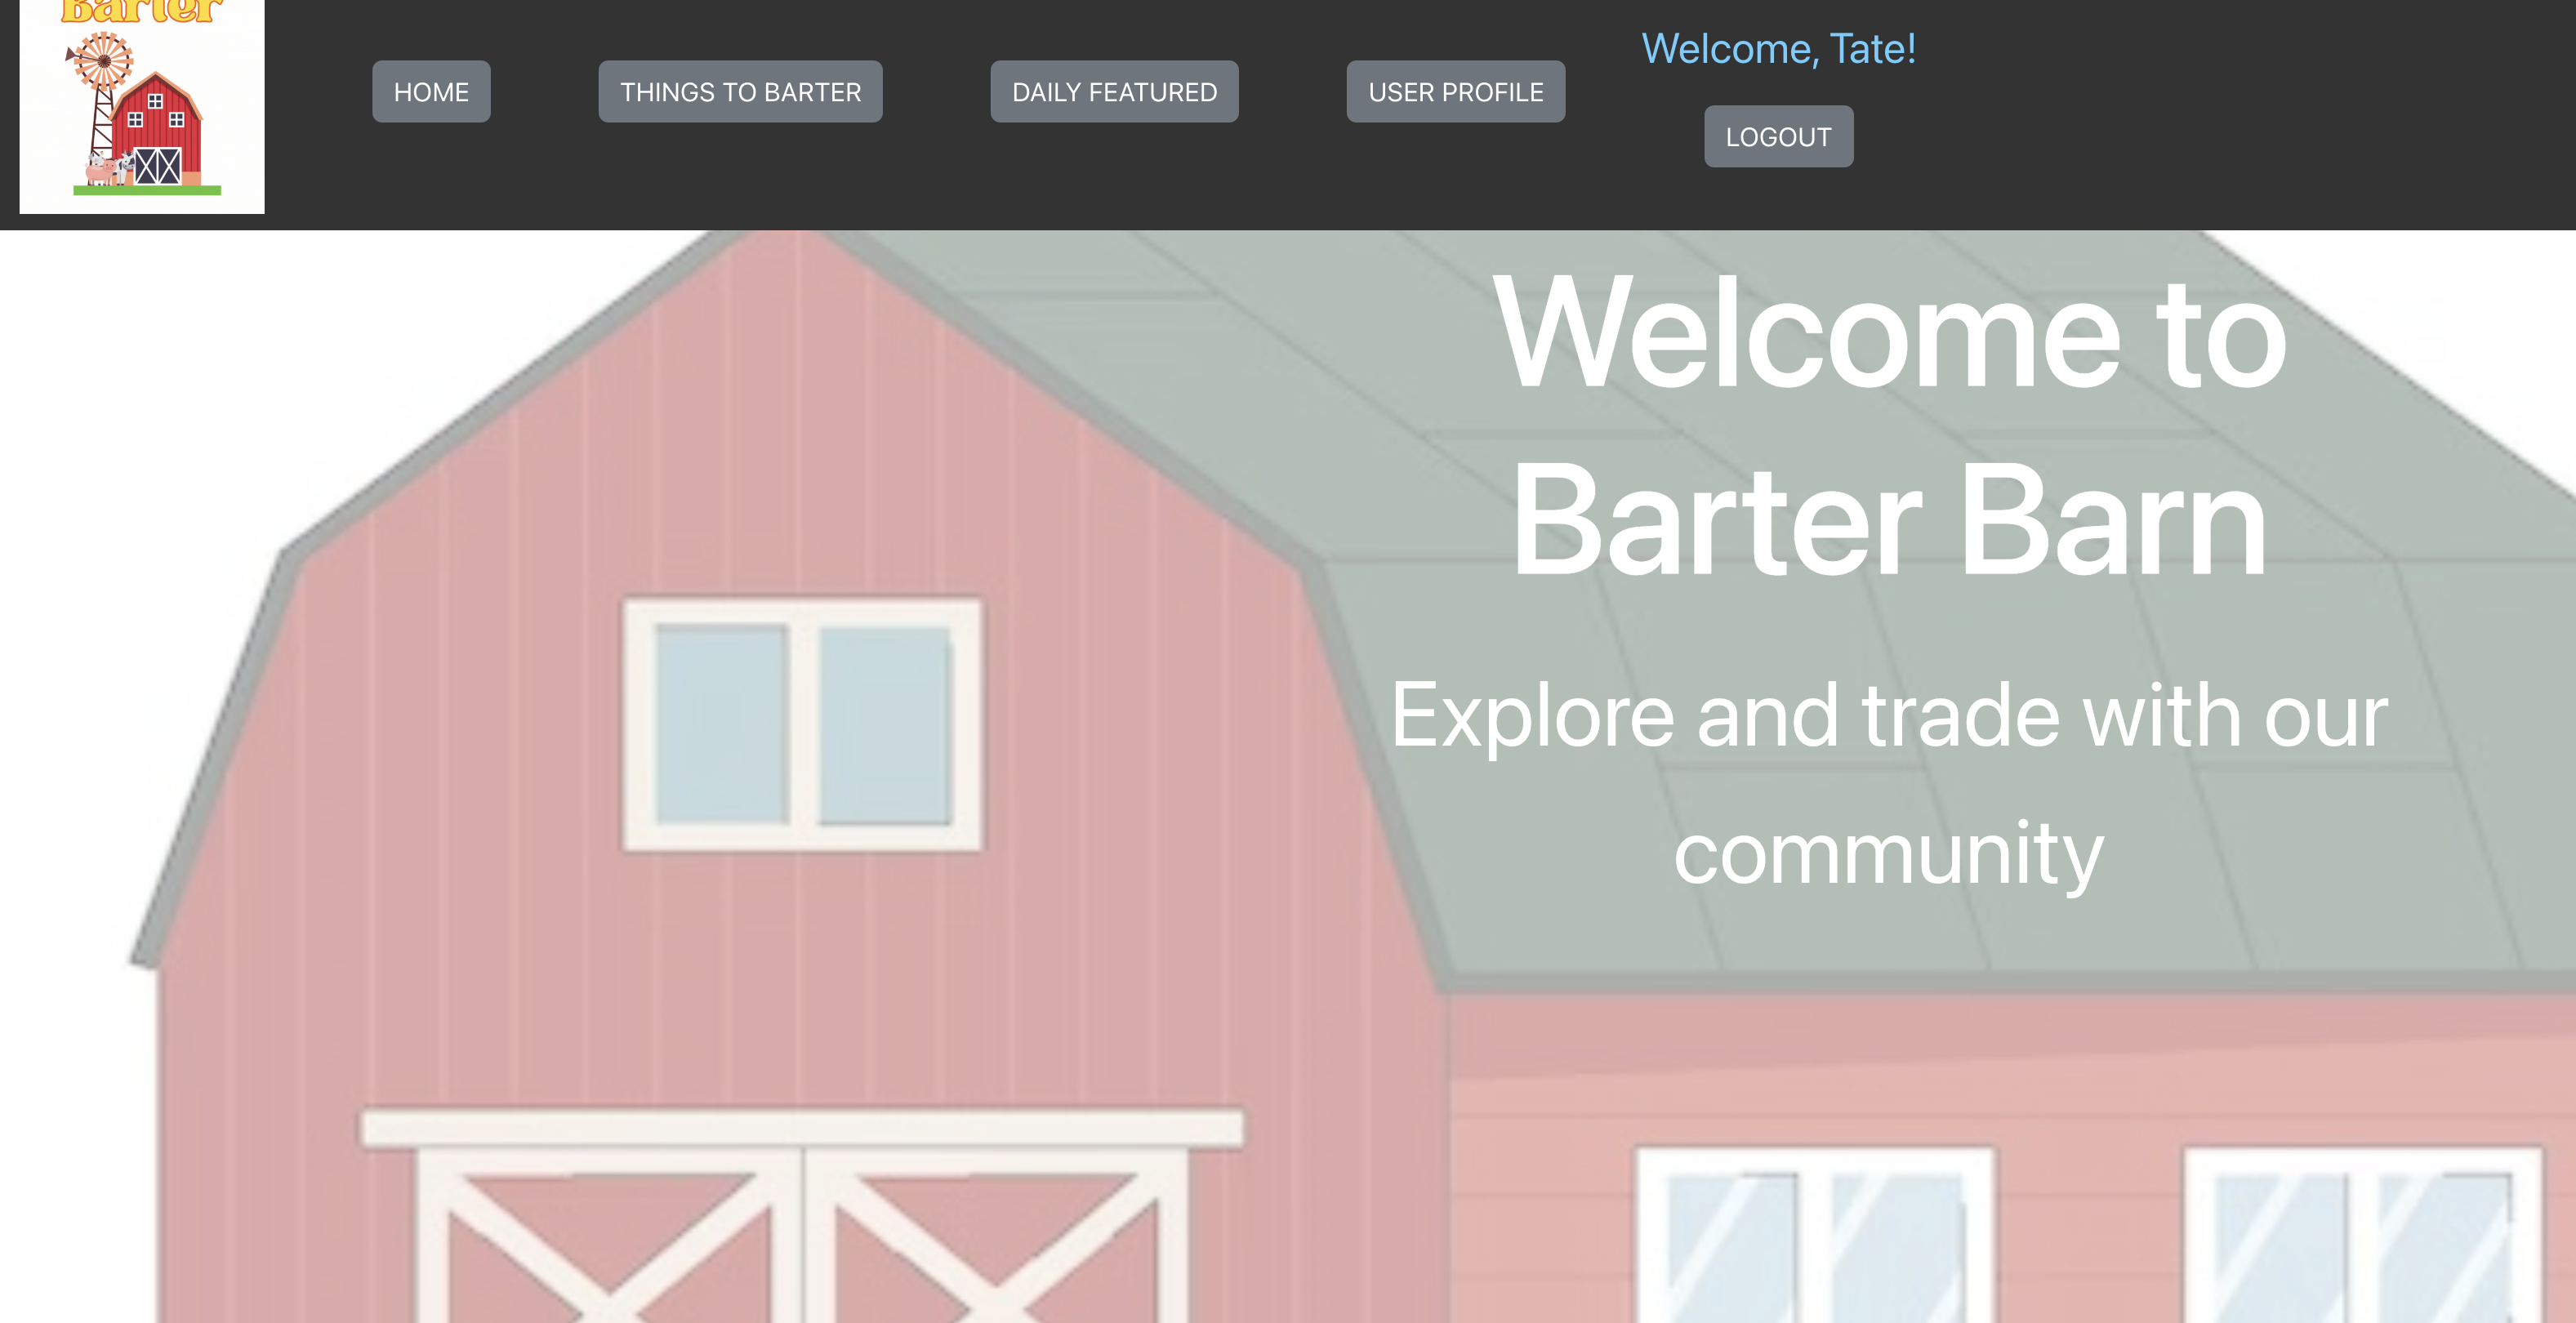 Barter
HOME
THINGS TO BARTER
DAILY FEATURED
USER PROFILE
Welcome, Tate!
LOGOUT
Welcome to
Barter Barn
Explore and trade with our
community